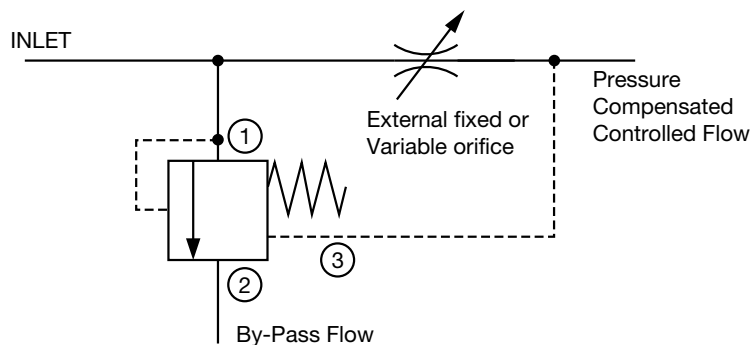 INLET
Pressure
Compensated
Controlled Flow
External fixed or
Variable orifice
1
3
2
By-Pass Flow